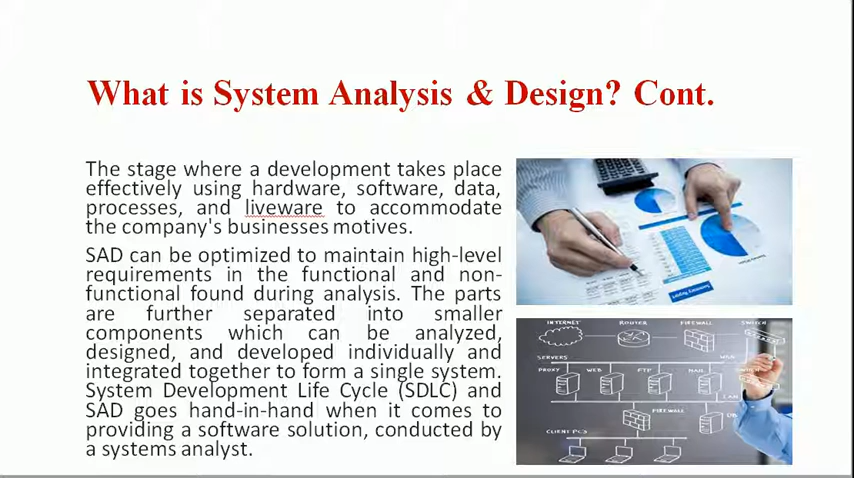 What is System Analysis & Design? Cont.
The stage where a development takes place
effectively using hardware, software, data,
processes, and liveware to accommodate
the company's businesses motives.
SAD can be optimized to maintain high-level
requirements in the functional and non-
functional found during analysis. The parts
are further separated into smaller
components which can be analyzed,
designed, and developed individually and
integrated together to form a single system.
System Development Life Cycle (SDLC) and
SAD goes hand-in-hand when it comes to
providing a software solution, conducted by
a systems analyst.
Summary Report
INTERNET ROUTER FIREWALL SWITCH
SERVERS
PROXY WEB FTP MAIL
LAN
FIREWALL DB
CLIENT PCS